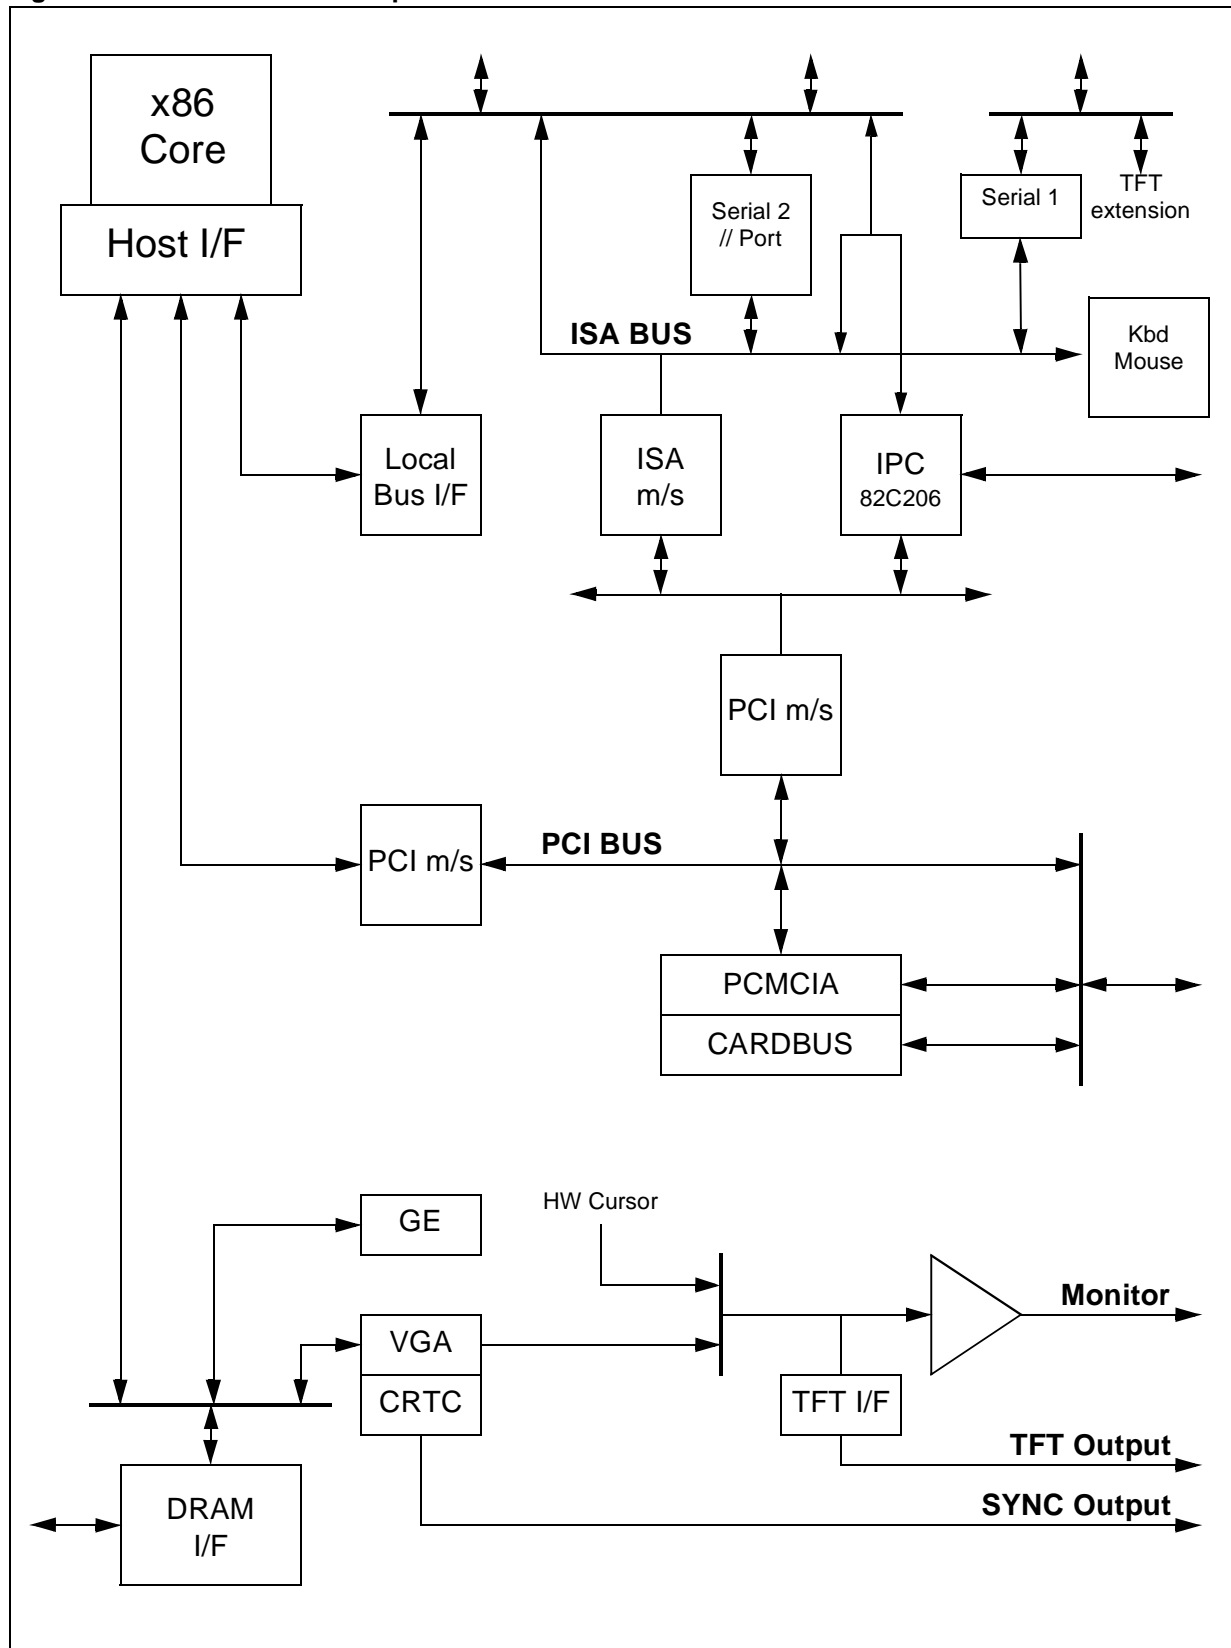 x86
Core
Host I/F
Serial 2
// Port
Serial 1
TFT
extension
ISA BUS
Kbd
Mouse
Local
Bus I/F
ISA
m/s
IPC
82C206
PCI m/s
PCI m/s
PCI BUS
PCMCIA
CARDBUS
GE
HW Cursor
Monitor
VGA
CRTC
TFT I/F
TFT Output
SYNC Output
DRAM
I/F